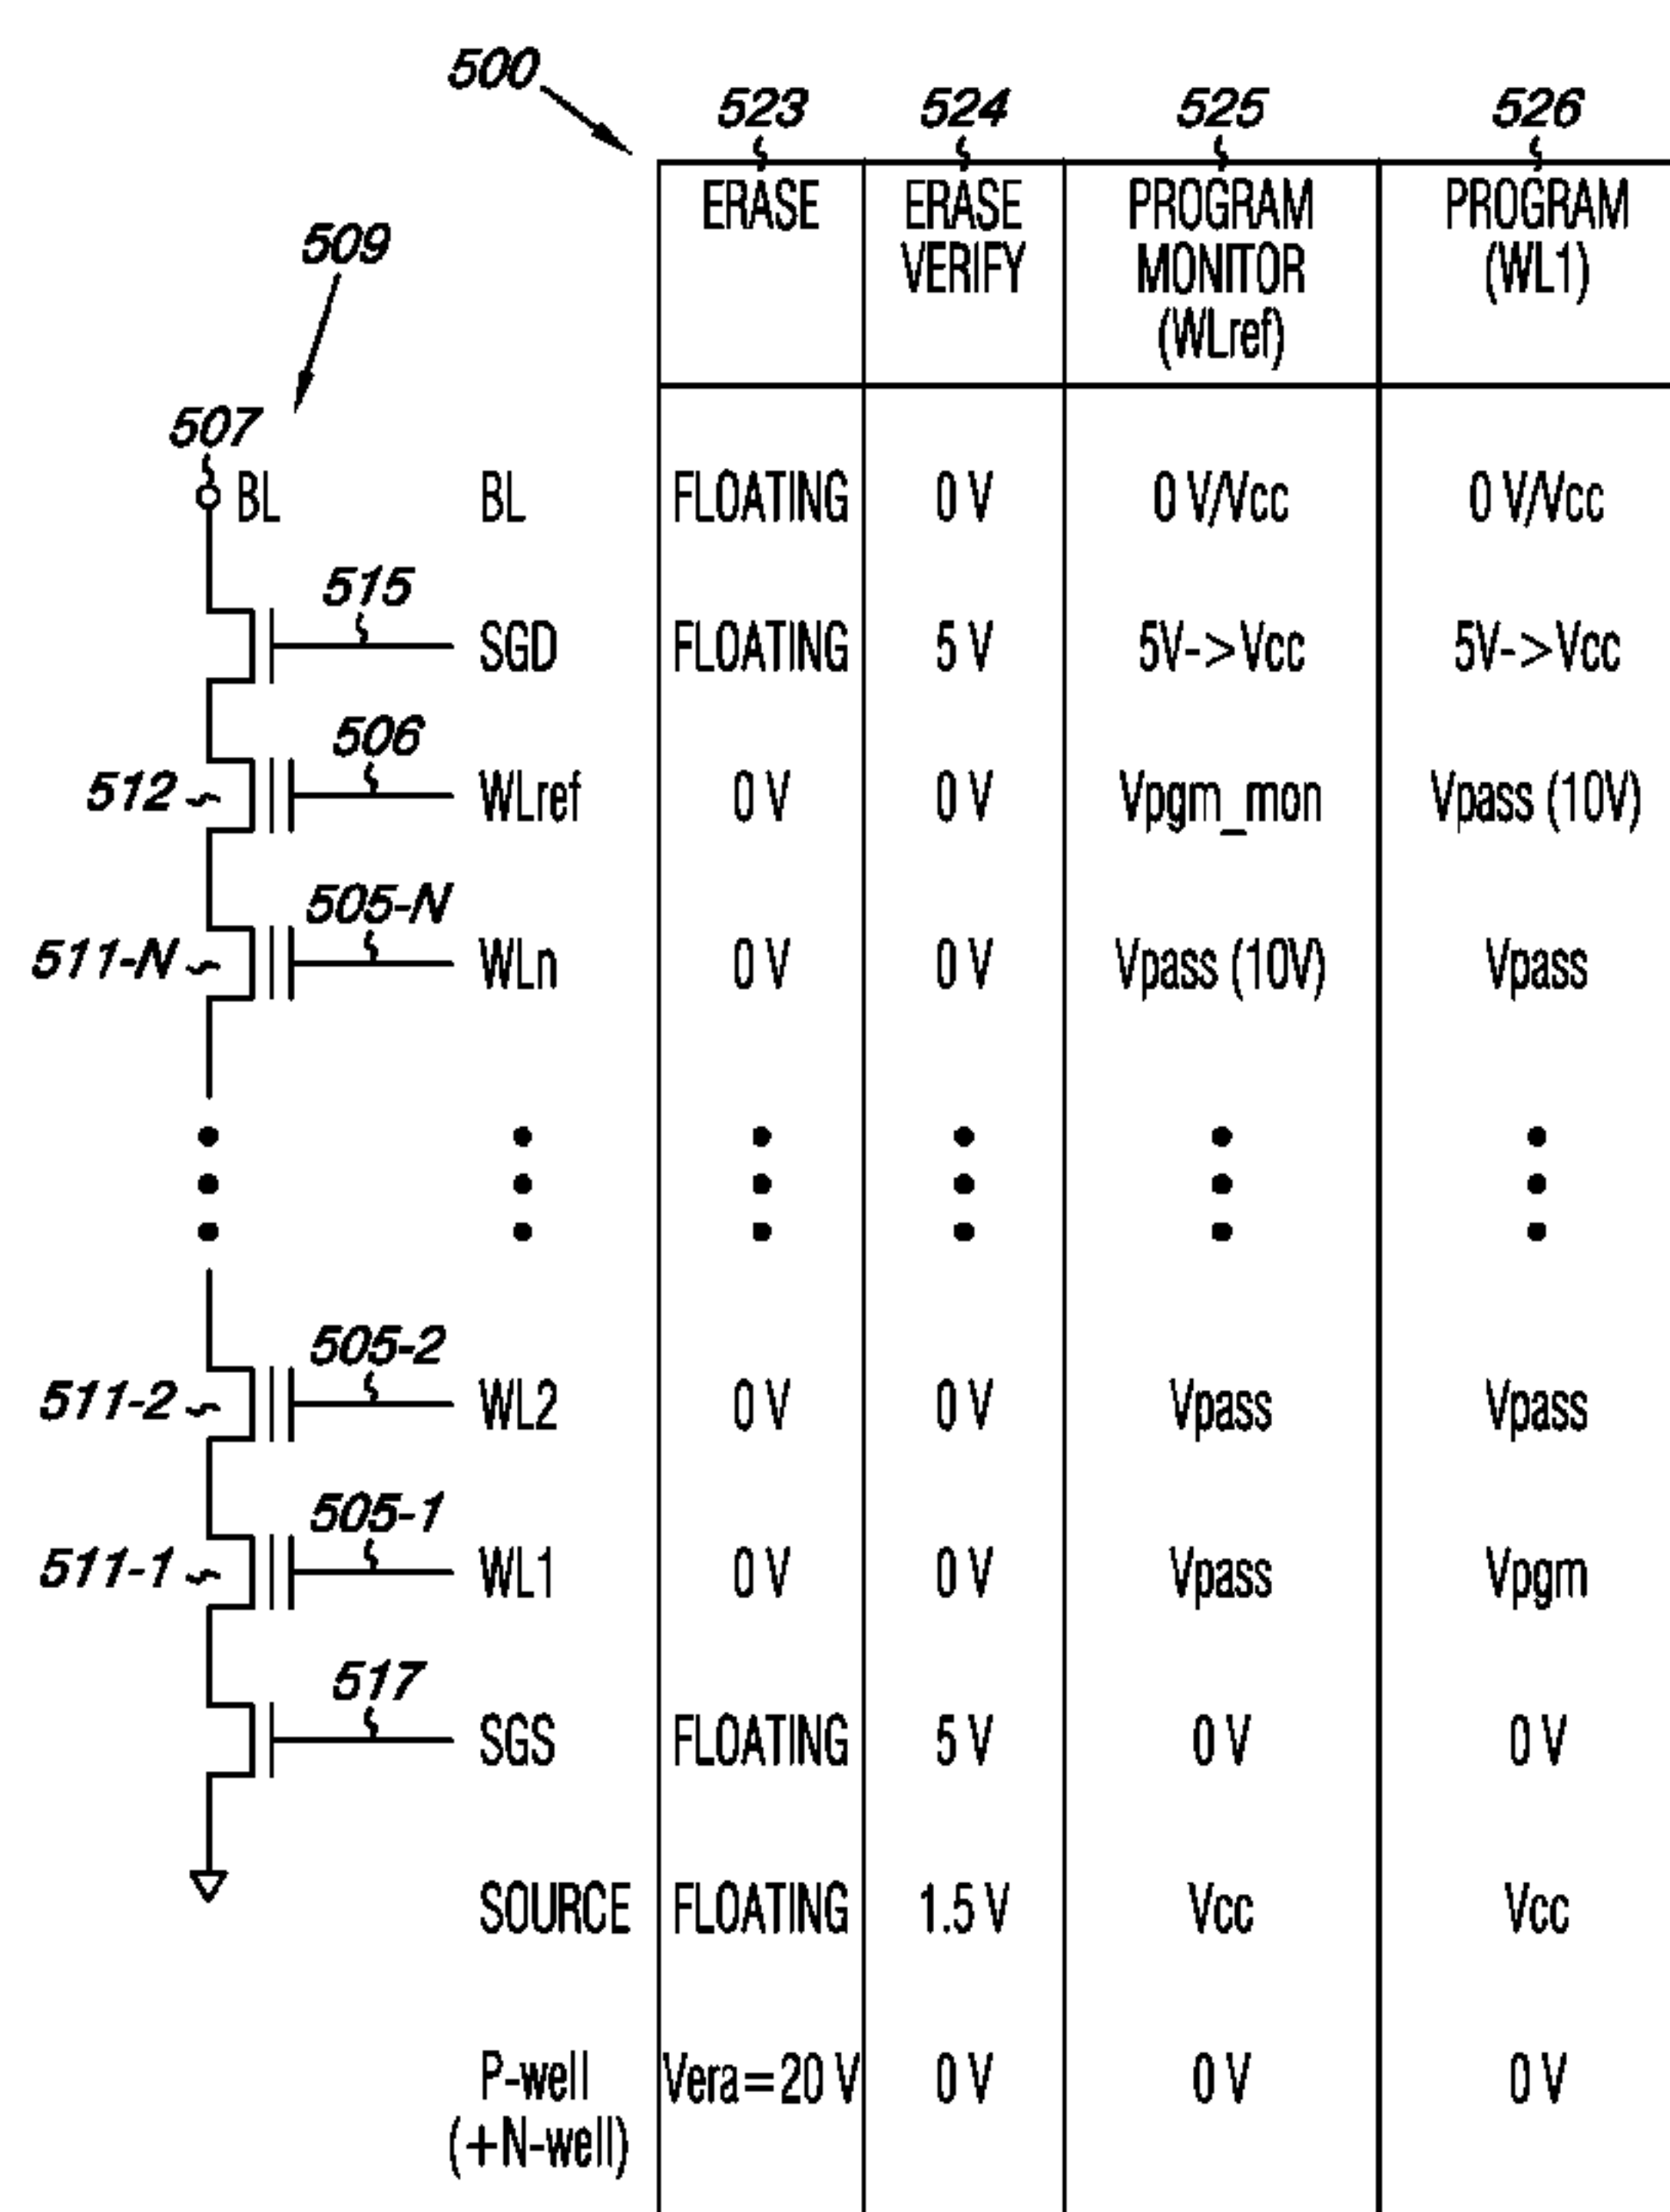 500
523 524 525 526
ERASE ERASE PROGRAM PROGRAM
VERIFY MONITOR (WL1)
(WLref)
509
507
BL BL FLOATING 0 V 0 V/Vcc 0 V/Vcc
515
SGD FLOATING 5 V 5V->Vcc 5V->Vcc
506
512 WLref 0 V 0 V Vpgm_mon Vpass (10V)
505-N
511-N WLn 0 V 0 V Vpass (10V) Vpass
505-2
511-2 WL2 0 V 0 V Vpass Vpass
505-1
511-1 WL1 0 V 0 V Vpass Vpgm
517
SGS FLOATING 5 V 0 V 0 V
SOURCE FLOATING 1.5 V Vcc Vcc
P-well Vera=20 V 0 V 0 V 0 V
(+N-well)